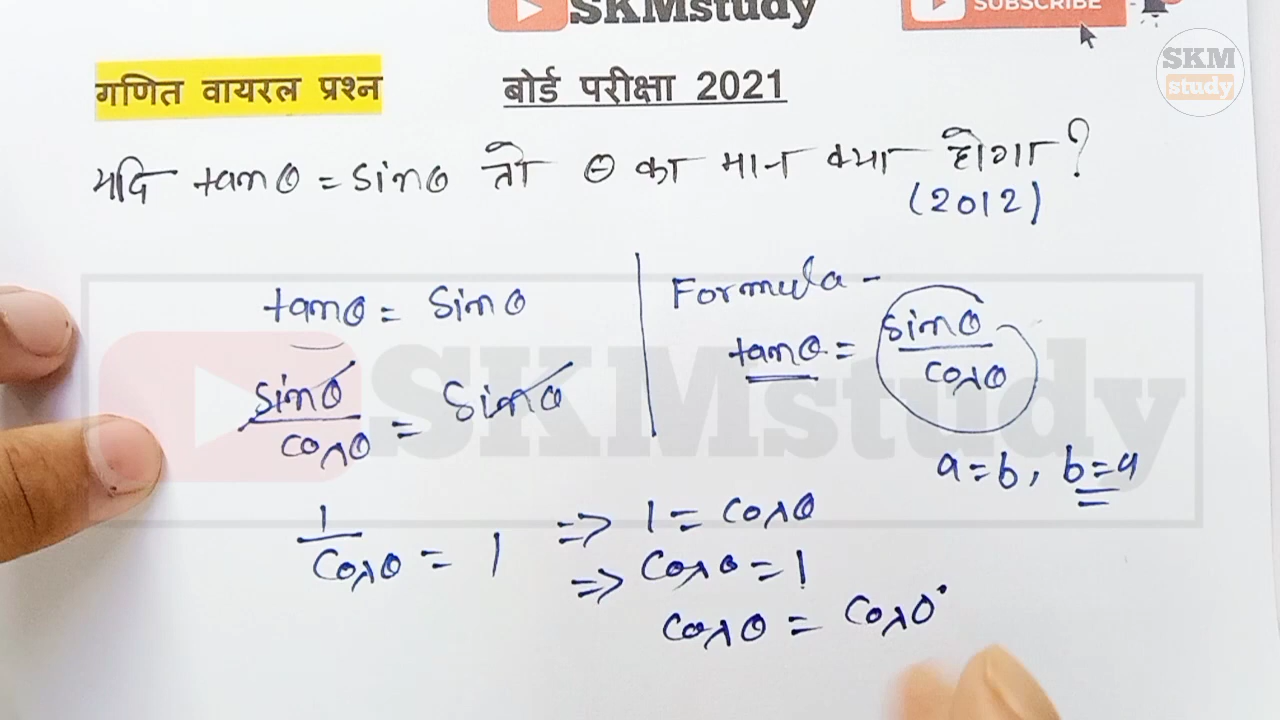 SKMstudy
SUBSCRIBE
SKM
study
गणित वायरल प्रश्न
बोर्ड परीक्षा 2021
यदि tanθ = sinθ तो θ का मान क्या होगा?
(2012)
tanθ = sinθ
sinθ/cosθ = sinθ
1/cosθ = 1
Formula -
tanθ = sinθ/cosθ
a=b, b=a
=> 1 = cosθ
=> cosθ = 1
cosθ = cos0°
SKMstudy